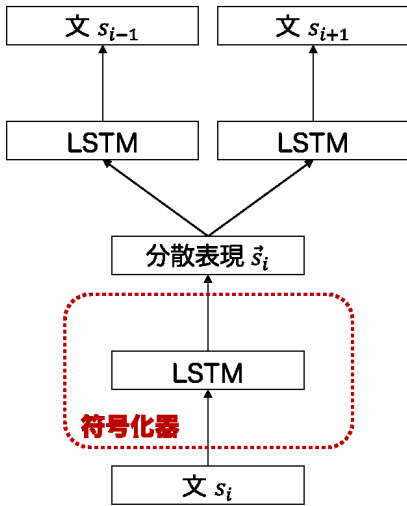 文 s_{i−1}
文 s_{i+1}
LSTM
LSTM
分散表現 \vec{s}_i
LSTM
符号化器
文 s_i